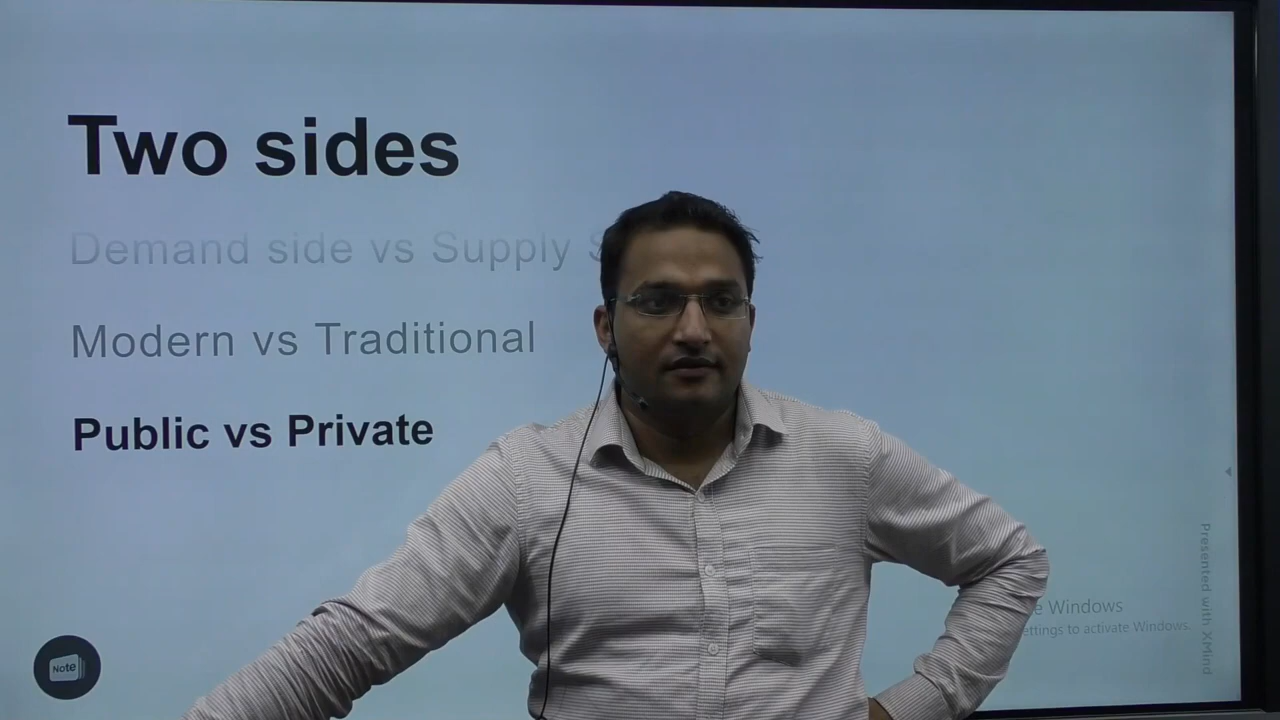 Two sides
Demand side vs Supply
Modern vs Traditional
Public vs Private
Note
Windows
to activate Windows.
Presented with XMind